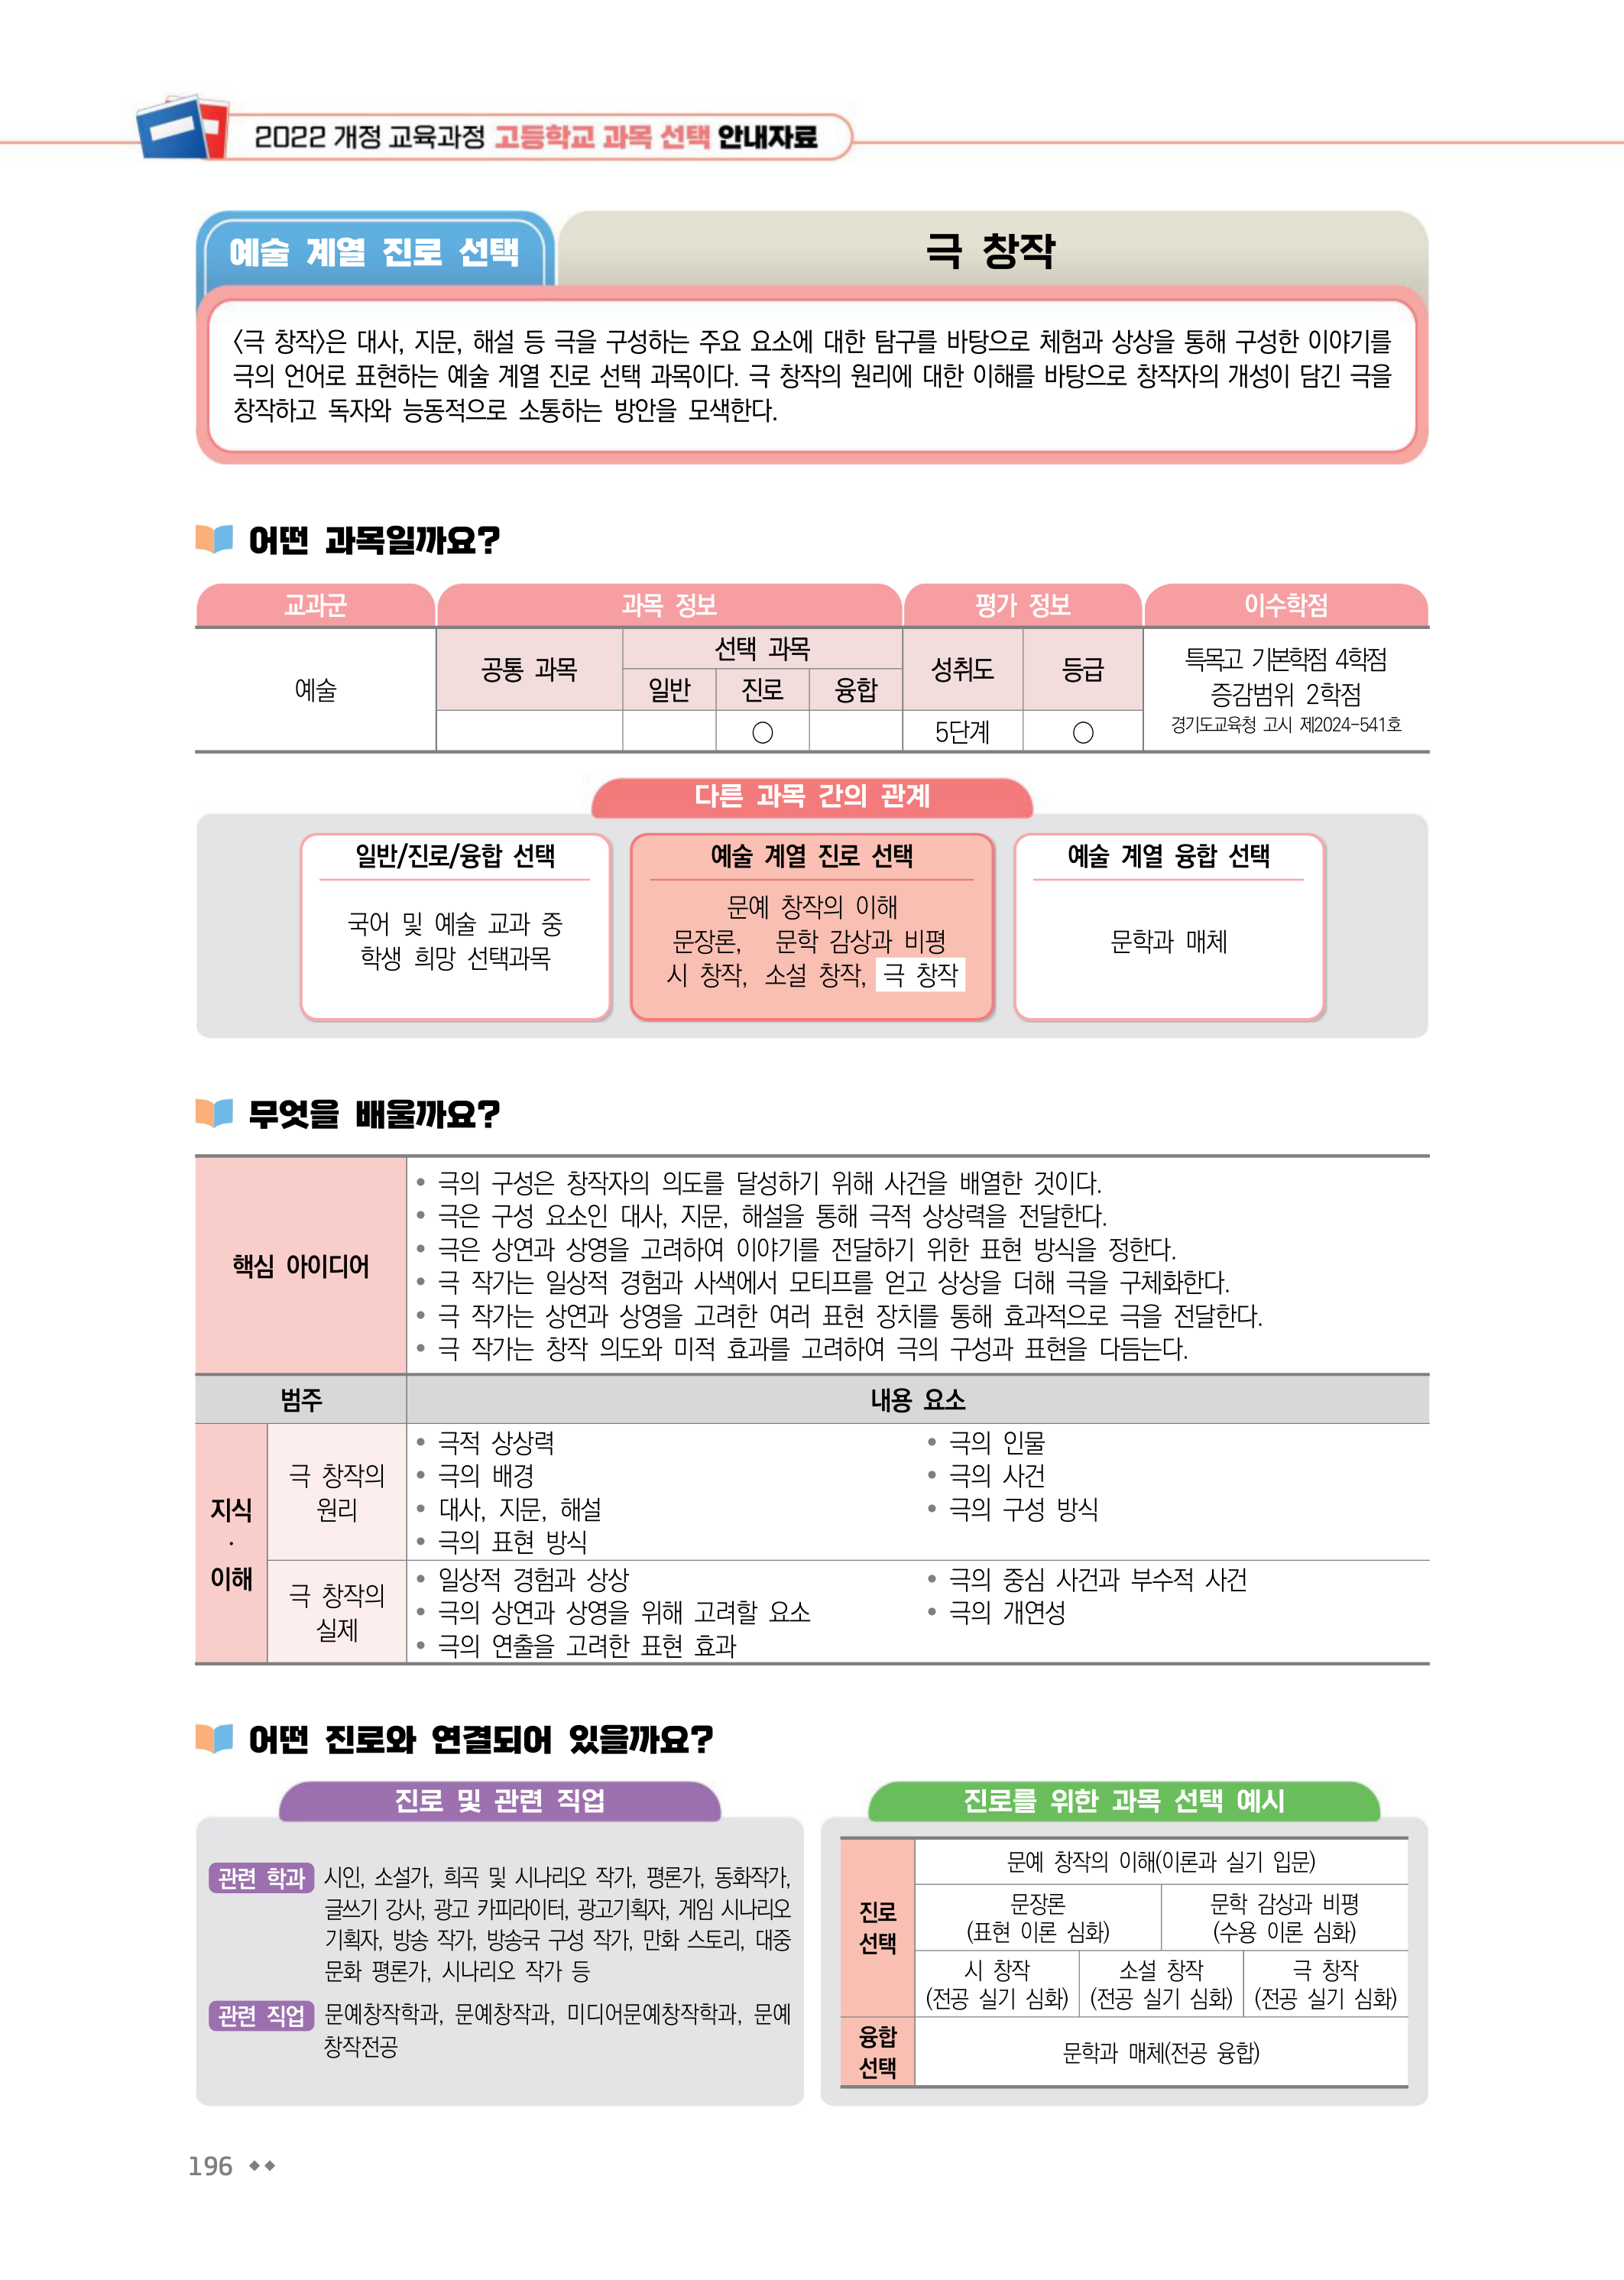 2022 개정 교육과정 고등학교 과목 선택 안내자료
예술 계열 진로 선택
극 창작
〈극 창작〉은 대사, 지문, 해설 등 극을 구성하는 주요 요소에 대한 탐구를 바탕으로 체험과 상상을 통해 구성한 이야기를
극의 언어로 표현하는 예술 계열 진로 선택 과목이다. 극 창작의 원리에 대한 이해를 바탕으로 창작자의 개성이 담긴 극을
창작하고 독자와 능동적으로 소통하는 방안을 모색한다.
어떤 과목일까요?
교과군 과목 정보 평가 정보 이수학점
예술
공통 과목
선택 과목
일반 진로 융합
성취도 등급
○
5단계 ○
특목고 기본학점 4학점
증감범위 2학점
경기도교육청 고시 제2024-541호
다른 과목 간의 관계
일반/진로/융합 선택
국어 및 예술 교과 중
학생 희망 선택과목
예술 계열 진로 선택
문예 창작의 이해
문장론, 문학 감상과 비평
시 창작, 소설 창작, 극 창작
예술 계열 융합 선택
문학과 매체
무엇을 배울까요?
핵심 아이디어
• 극의 구성은 창작자의 의도를 달성하기 위해 사건을 배열한 것이다.
• 극은 구성 요소인 대사, 지문, 해설을 통해 극적 상상력을 전달한다.
• 극은 상연과 상영을 고려하여 이야기를 전달하기 위한 표현 방식을 정한다.
• 극 작가는 일상적 경험과 사색에서 모티프를 얻고 상상을 더해 극을 구체화한다.
• 극 작가는 상연과 상영을 고려한 여러 표현 장치를 통해 효과적으로 극을 전달한다.
• 극 작가는 창작 의도와 미적 효과를 고려하여 극의 구성과 표현을 다듬는다.
범주 내용 요소
지식
·
이해
극 창작의
원리
• 극적 상상력
• 극의 배경
• 대사, 지문, 해설
• 극의 표현 방식
• 극의 인물
• 극의 사건
• 극의 구성 방식
극 창작의
실제
• 일상적 경험과 상상
• 극의 상연과 상영을 위해 고려할 요소
• 극의 연출을 고려한 표현 효과
• 극의 중심 사건과 부수적 사건
• 극의 개연성
어떤 진로와 연결되어 있을까요?
진로 및 관련 직업
관련 학과 시인, 소설가, 희곡 및 시나리오 작가, 평론가, 동화작가,
글쓰기 강사, 광고 카피라이터, 광고기획자, 게임 시나리오
기획자, 방송 작가, 방송국 구성 작가, 만화 스토리, 대중
문화 평론가, 시나리오 작가 등
관련 직업 문예창작학과, 문예창작과, 미디어문예창작학과, 문예
창작전공
진로를 위한 과목 선택 예시
진로
선택
문예 창작의 이해(이론과 실기 입문)
문장론
(표현 이론 심화)
문학 감상과 비평
(수용 이론 심화)
시 창작
(전공 실기 심화)
소설 창작
(전공 실기 심화)
극 창작
(전공 실기 심화)
융합
선택
문학과 매체(전공 융합)
196